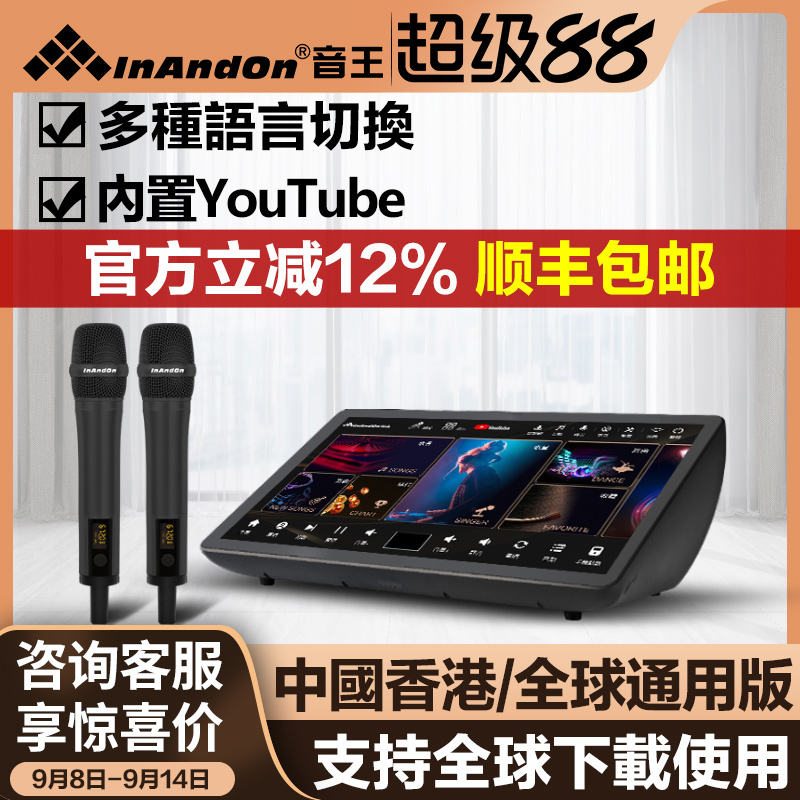 InAndOn® 音王 超级88
多種語言切換
內置YouTube
官方立减12% 顺丰包邮
InAndOn
InAndOn
YouTube
SONGS
NEW SONGS
CHART
SINGER
DANCE
FAVORITE
咨询客服
享惊喜价
9月8日-9月14日
中國香港/全球通用版
支持全球下載使用